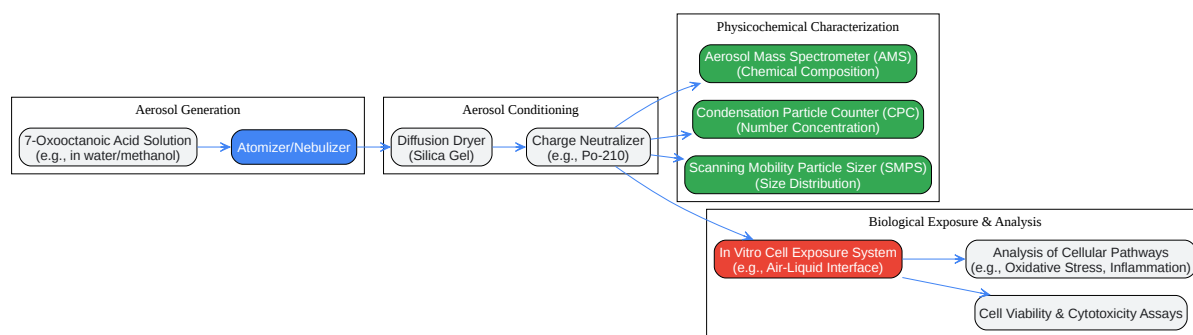 Aerosol Generation
7-Oxooctanoic Acid Solution
(e.g., in water/methanol)
Atomizer/Nebulizer
Aerosol Conditioning
Diffusion Dryer
(Silica Gel)
Charge Neutralizer
(e.g., Po-210)
Physicochemical Characterization
Aerosol Mass Spectrometer (AMS)
(Chemical Composition)
Condensation Particle Counter (CPC)
(Number Concentration)
Scanning Mobility Particle Sizer (SMPS)
(Size Distribution)
Biological Exposure & Analysis
In Vitro Cell Exposure System
(e.g., Air-Liquid Interface)
Analysis of Cellular Pathways
(e.g., Oxidative Stress, Inflammation)
Cell Viability & Cytotoxicity Assays